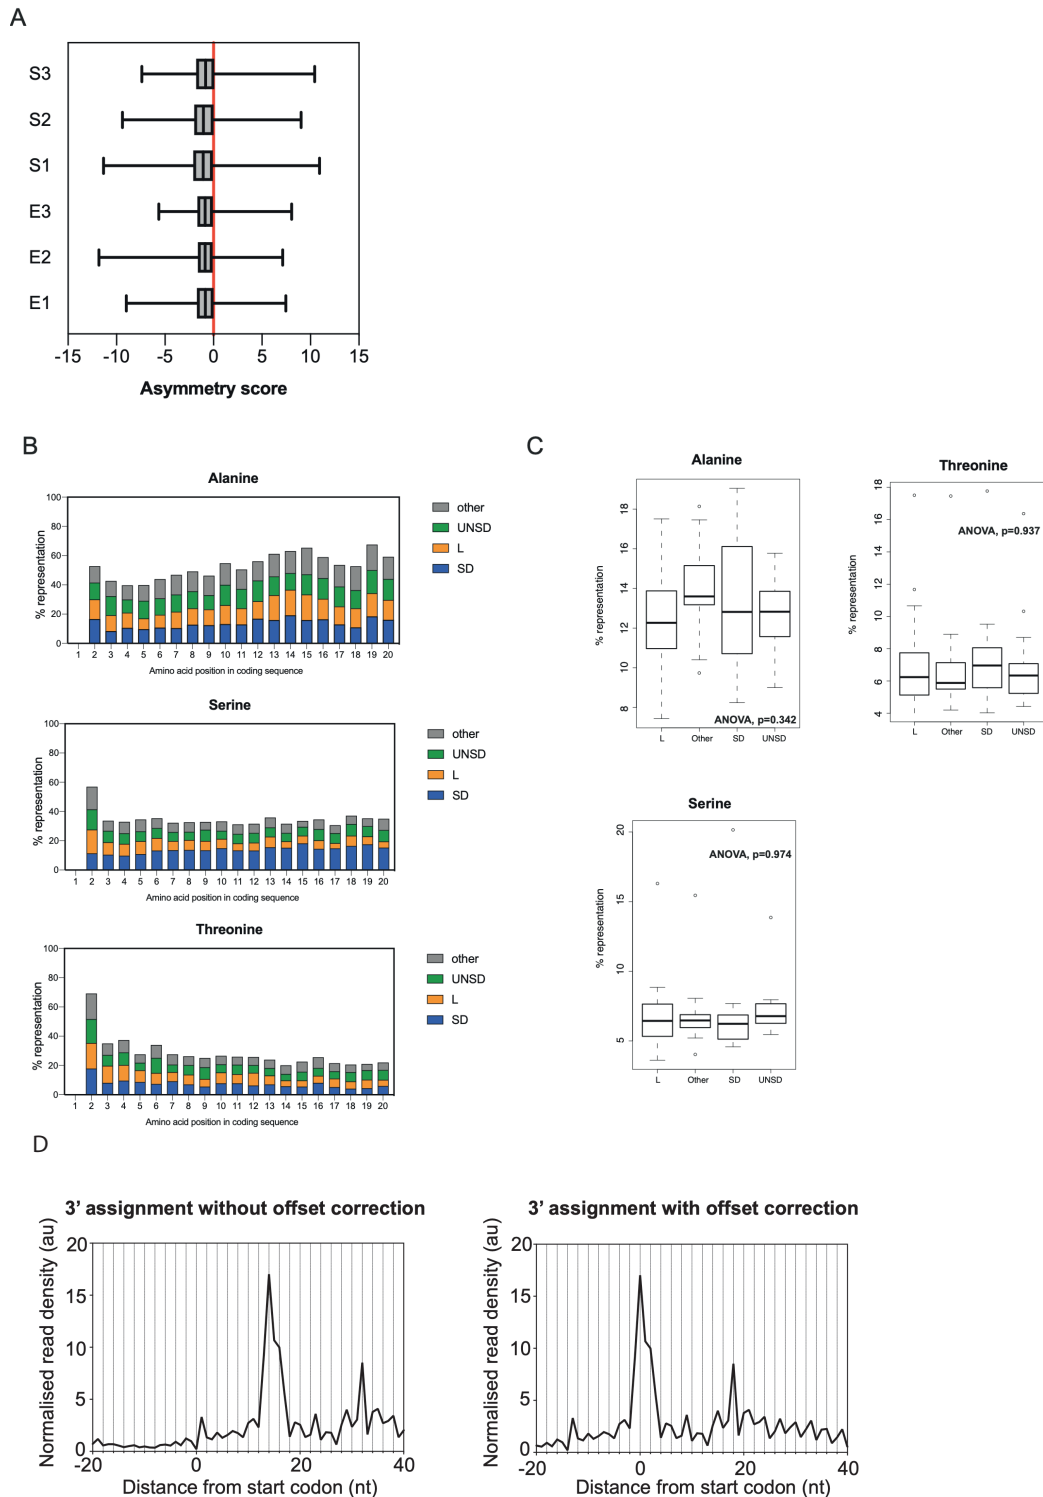 A
S3
S2
S1
E3
E2
E1
-15 -10 -5 0 5 10 15
Asymmetry score
B
Alanine
100
80
60
40
20
0
% representation
1 2 3 4 5 6 7 8 9 10 11 12 13 14 15 16 17 18 19 20
Amino acid position in coding sequence
other
UNSD
L
SD
Serine
100
80
60
40
20
0
% representation
1 2 3 4 5 6 7 8 9 10 11 12 13 14 15 16 17 18 19 20
Amino acid position in coding sequence
other
UNSD
L
SD
Threonine
100
80
60
40
20
0
% representation
1 2 3 4 5 6 7 8 9 10 11 12 13 14 15 16 17 18 19 20
Amino acid position in coding sequence
other
UNSD
L
SD
C
Alanine
18
16
14
12
10
8
% representation
ANOVA, p=0.342
L Other SD UNSD
Threonine
18
16
14
12
10
8
6
4
% representation
ANOVA, p=0.937
L Other SD UNSD
Serine
20
15
10
5
% representation
ANOVA, p=0.974
L Other SD UNSD
D
3’ assignment without offset correction
Normalised read density (au)
20
15
10
5
0
-20 0 20 40
Distance from start codon (nt)
3’ assignment with offset correction
Normalised read density (au)
20
15
10
5
0
-20 0 20 40
Distance from start codon (nt)